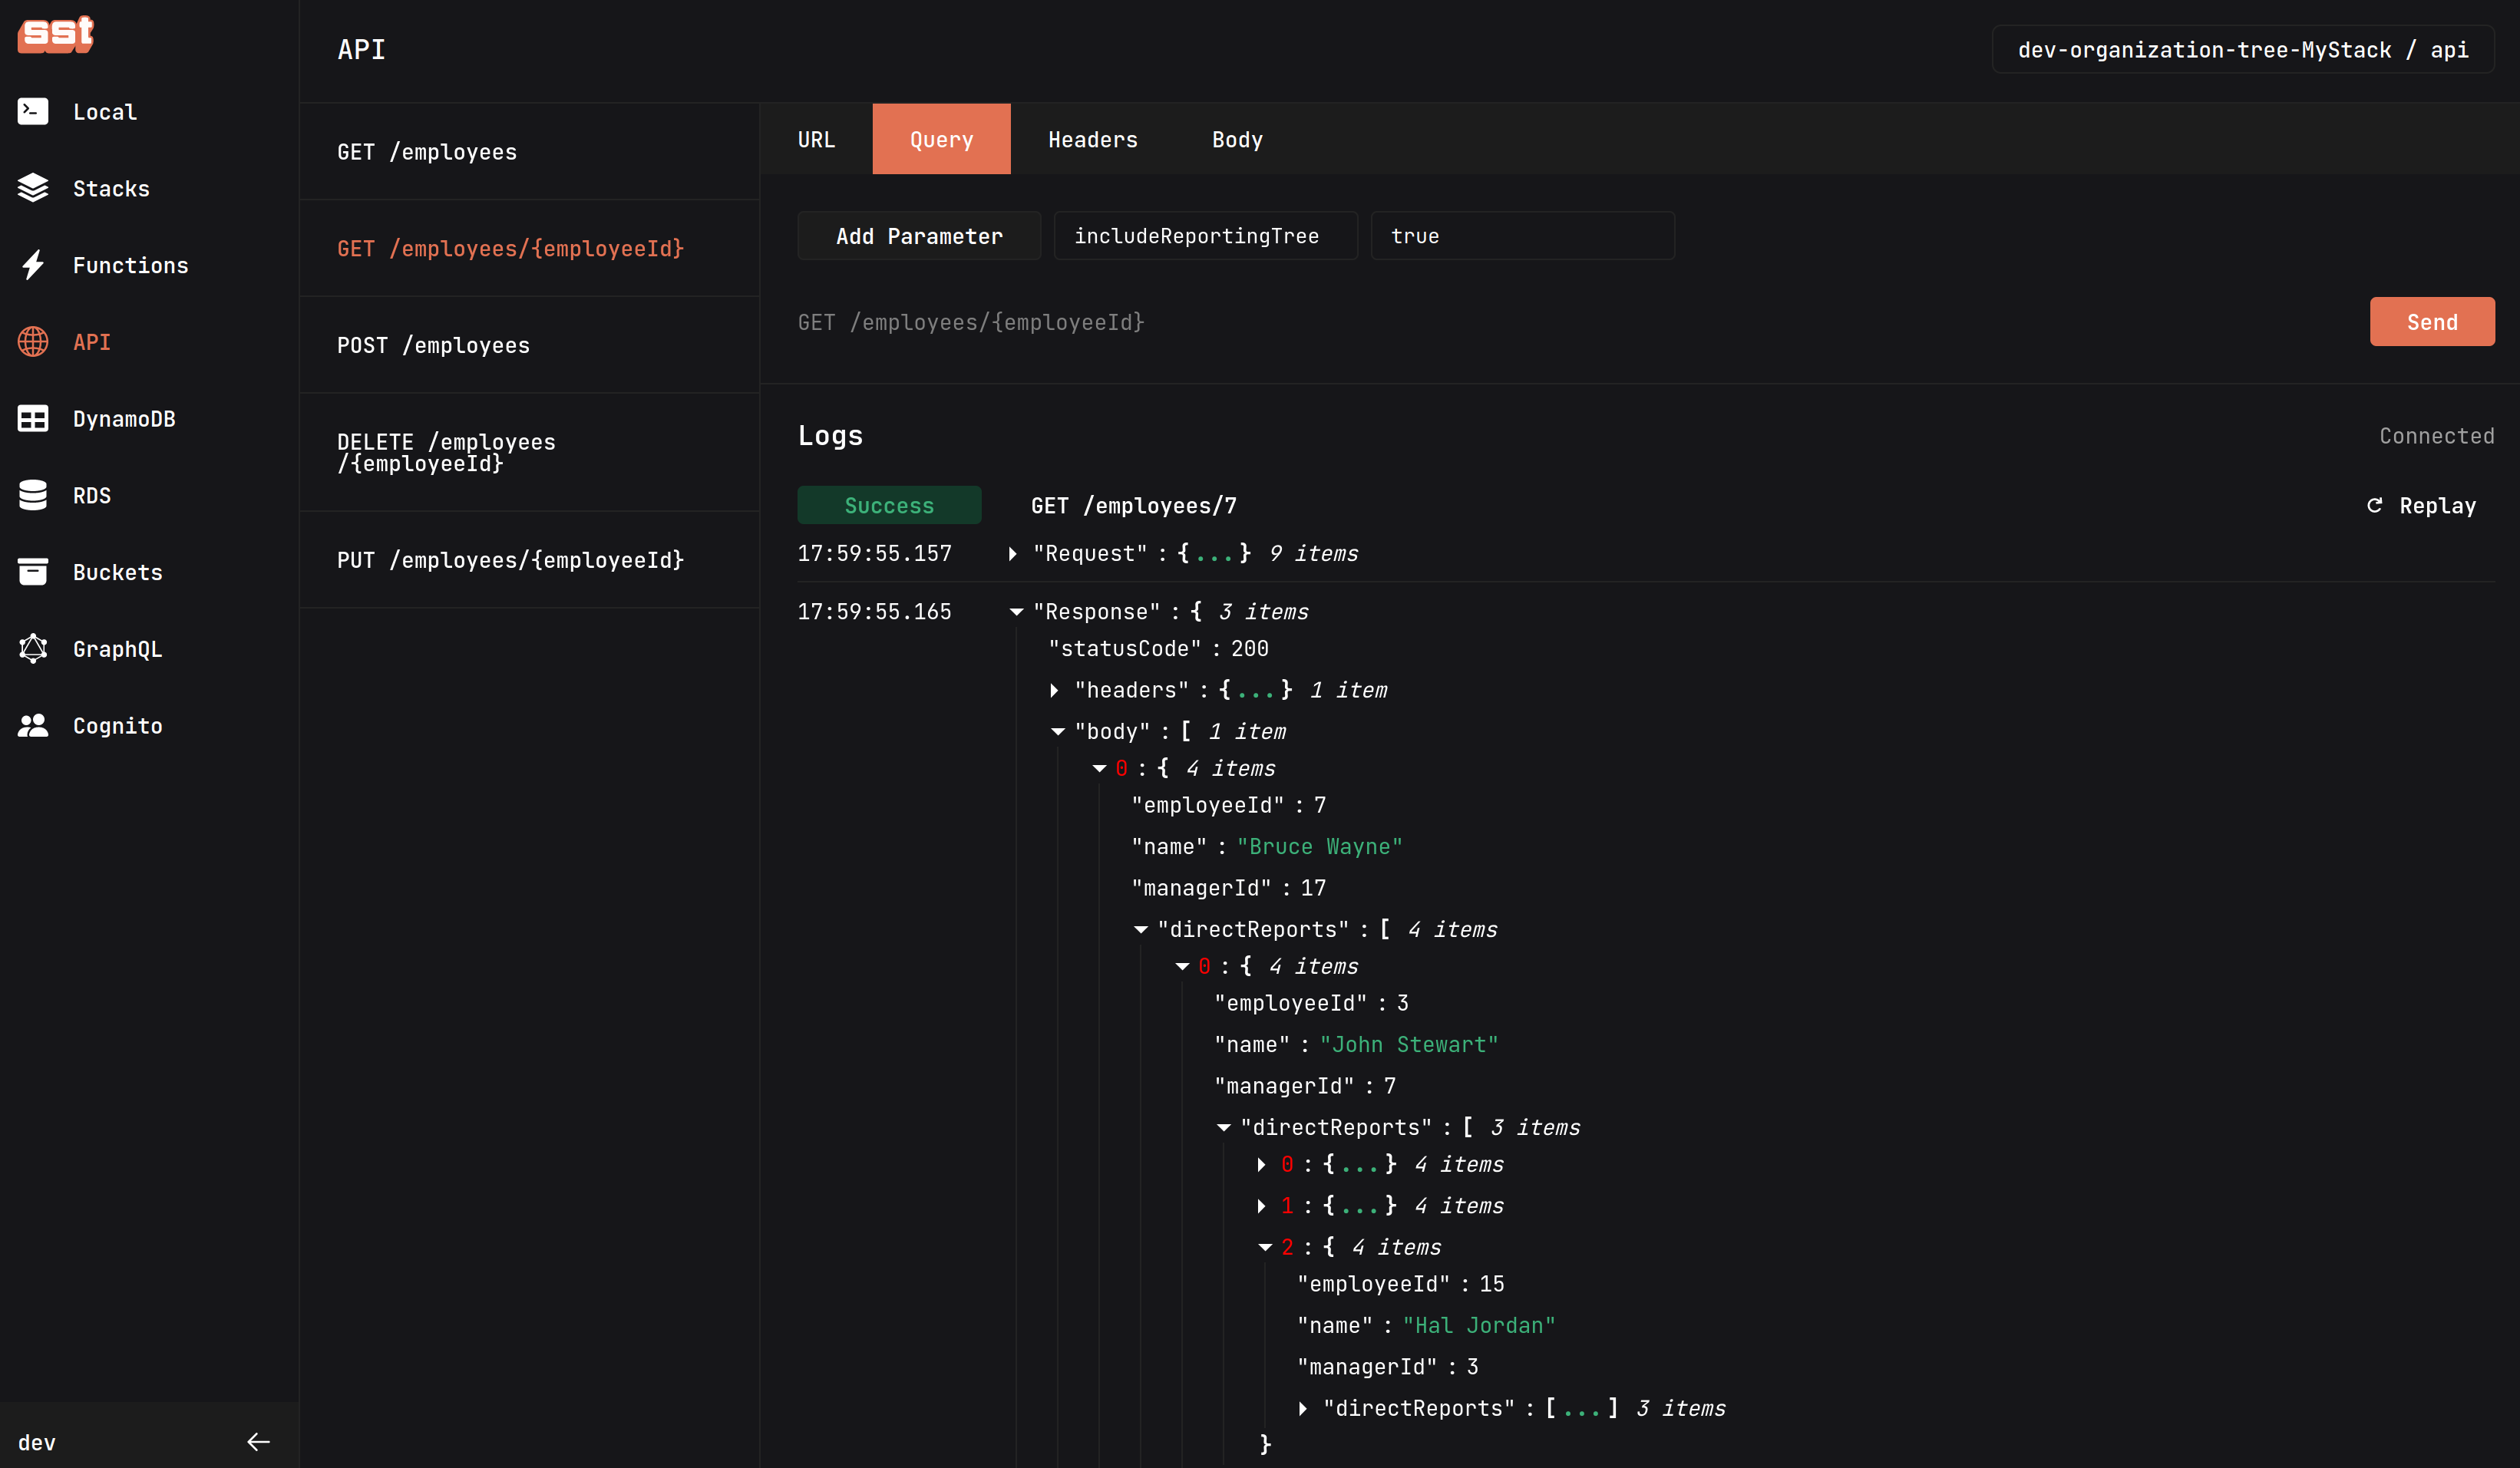 sst
Local
Stacks
Functions
API
DynamoDB
RDS
Buckets
GraphQL
Cognito
dev
API
dev-organization-tree-MyStack / api
GET /employees
GET /employees/{employeeId}
POST /employees
DELETE /employees
/{employeeId}
PUT /employees/{employeeId}
URL Query Headers Body
Add Parameter includeReportingTree true
GET /employees/{employeeId} Send
Logs Connected
Success GET /employees/7 Replay
17:59:55.157 "Request" : {...} 9 items
17:59:55.165 "Response" : { 3 items
"statusCode" : 200
"headers" : {...} 1 item
"body" : [ 1 item
0 : { 4 items
"employeeId" : 7
"name" : "Bruce Wayne"
"managerId" : 17
"directReports" : [ 4 items
0 : { 4 items
"employeeId" : 3
"name" : "John Stewart"
"managerId" : 7
"directReports" : [ 3 items
0 : {...} 4 items
1 : {...} 4 items
2 : { 4 items
"employeeId" : 15
"name" : "Hal Jordan"
"managerId" : 3
"directReports" : [...] 3 items
}